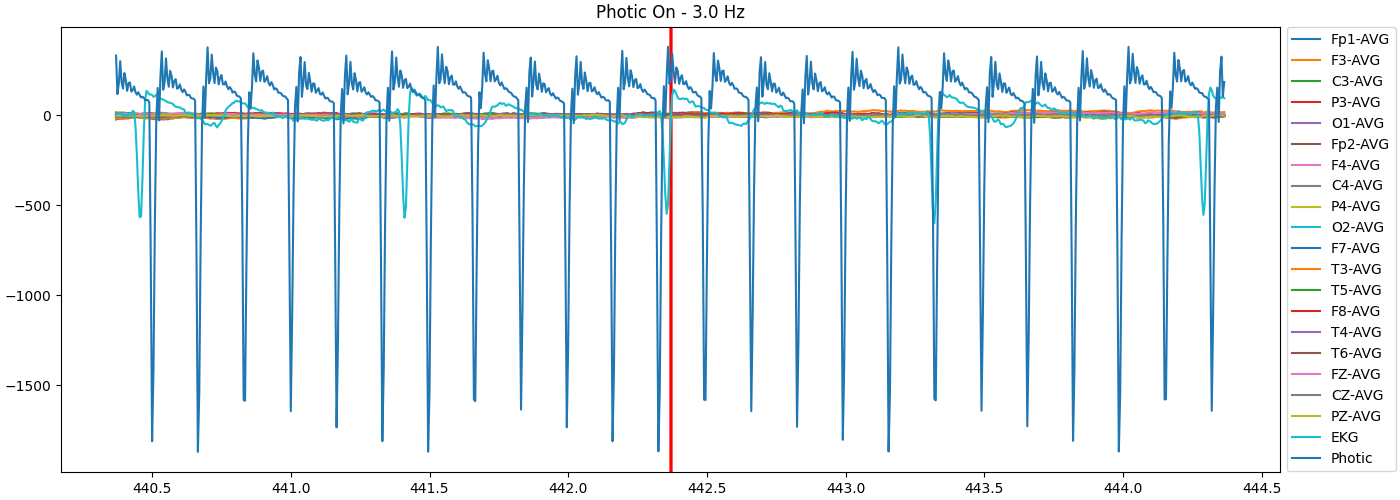 Photic On - 3.0 Hz
0
−500
−1000
−1500
440.5 441.0 441.5 442.0 442.5 443.0 443.5 444.0 444.5
Fp1-AVG
F3-AVG
C3-AVG
P3-AVG
O1-AVG
Fp2-AVG
F4-AVG
C4-AVG
P4-AVG
O2-AVG
F7-AVG
T3-AVG
T5-AVG
F8-AVG
T4-AVG
T6-AVG
FZ-AVG
CZ-AVG
PZ-AVG
EKG
Photic